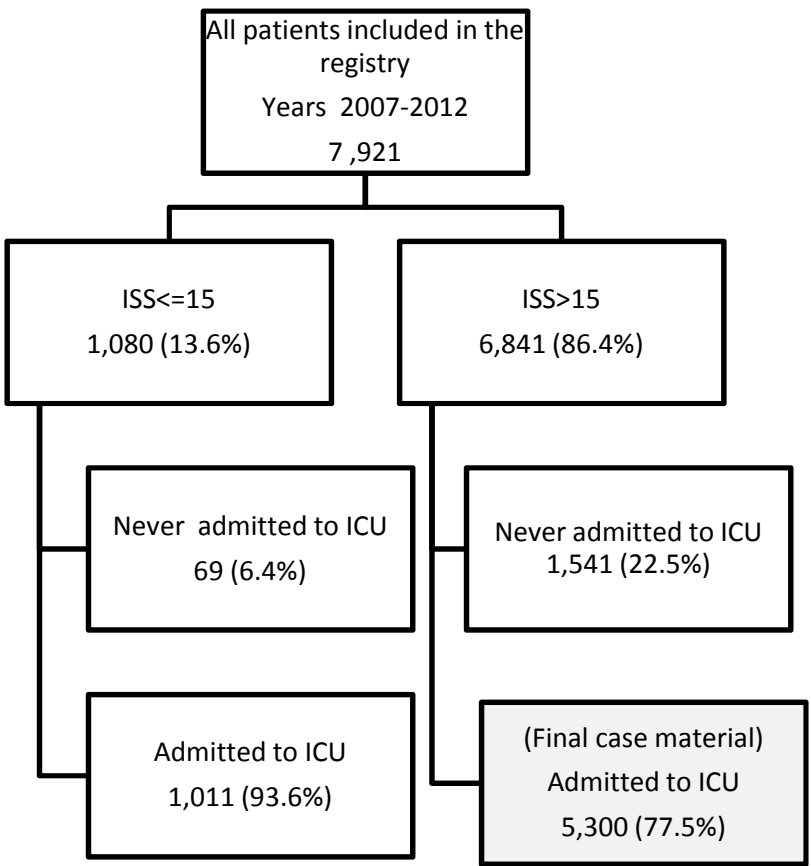 All patients included in the
registry
Years 2007-2012
7 ,921
ISS<=15
1,080 (13.6%)
ISS>15
6,841 (86.4%)
Never admitted to ICU
69 (6.4%)
Never admitted to ICU
1,541 (22.5%)
Admitted to ICU
1,011 (93.6%)
(Final case material)
Admitted to ICU
5,300 (77.5%)